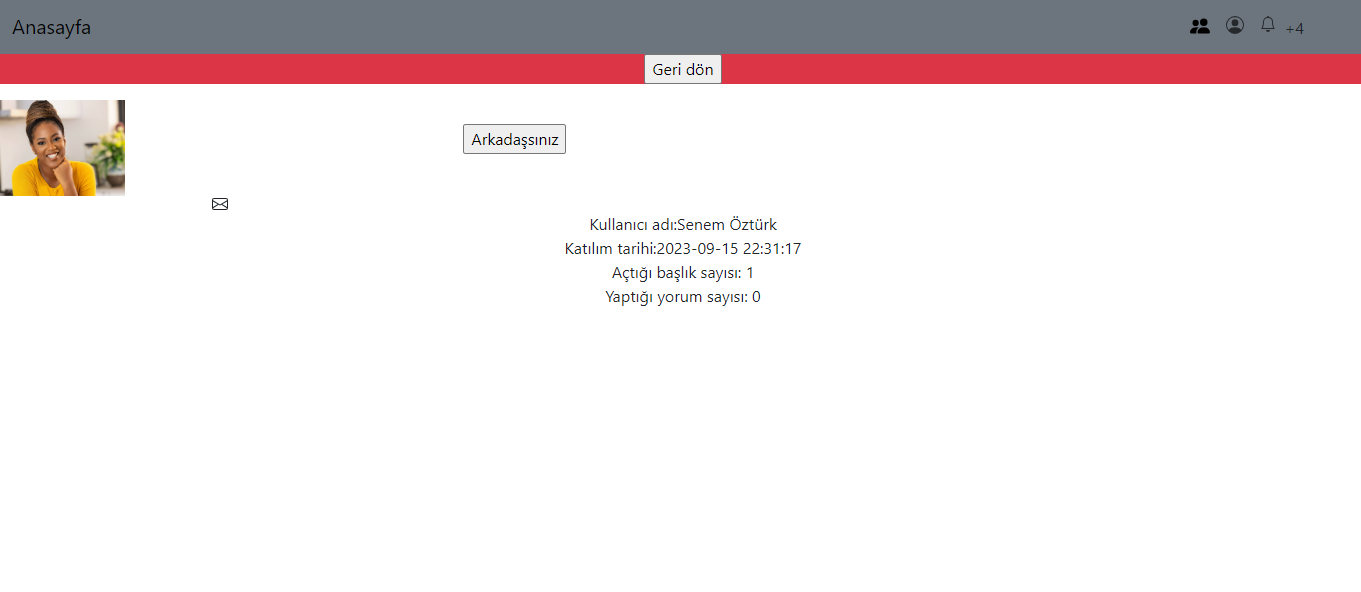 Anasayfa
+4
Geri dön
Arkadaşsınız
Kullanıcı adı:Senem Öztürk
Katılım tarihi:2023-09-15 22:31:17
Açtığı başlık sayısı: 1
Yaptığı yorum sayısı: 0